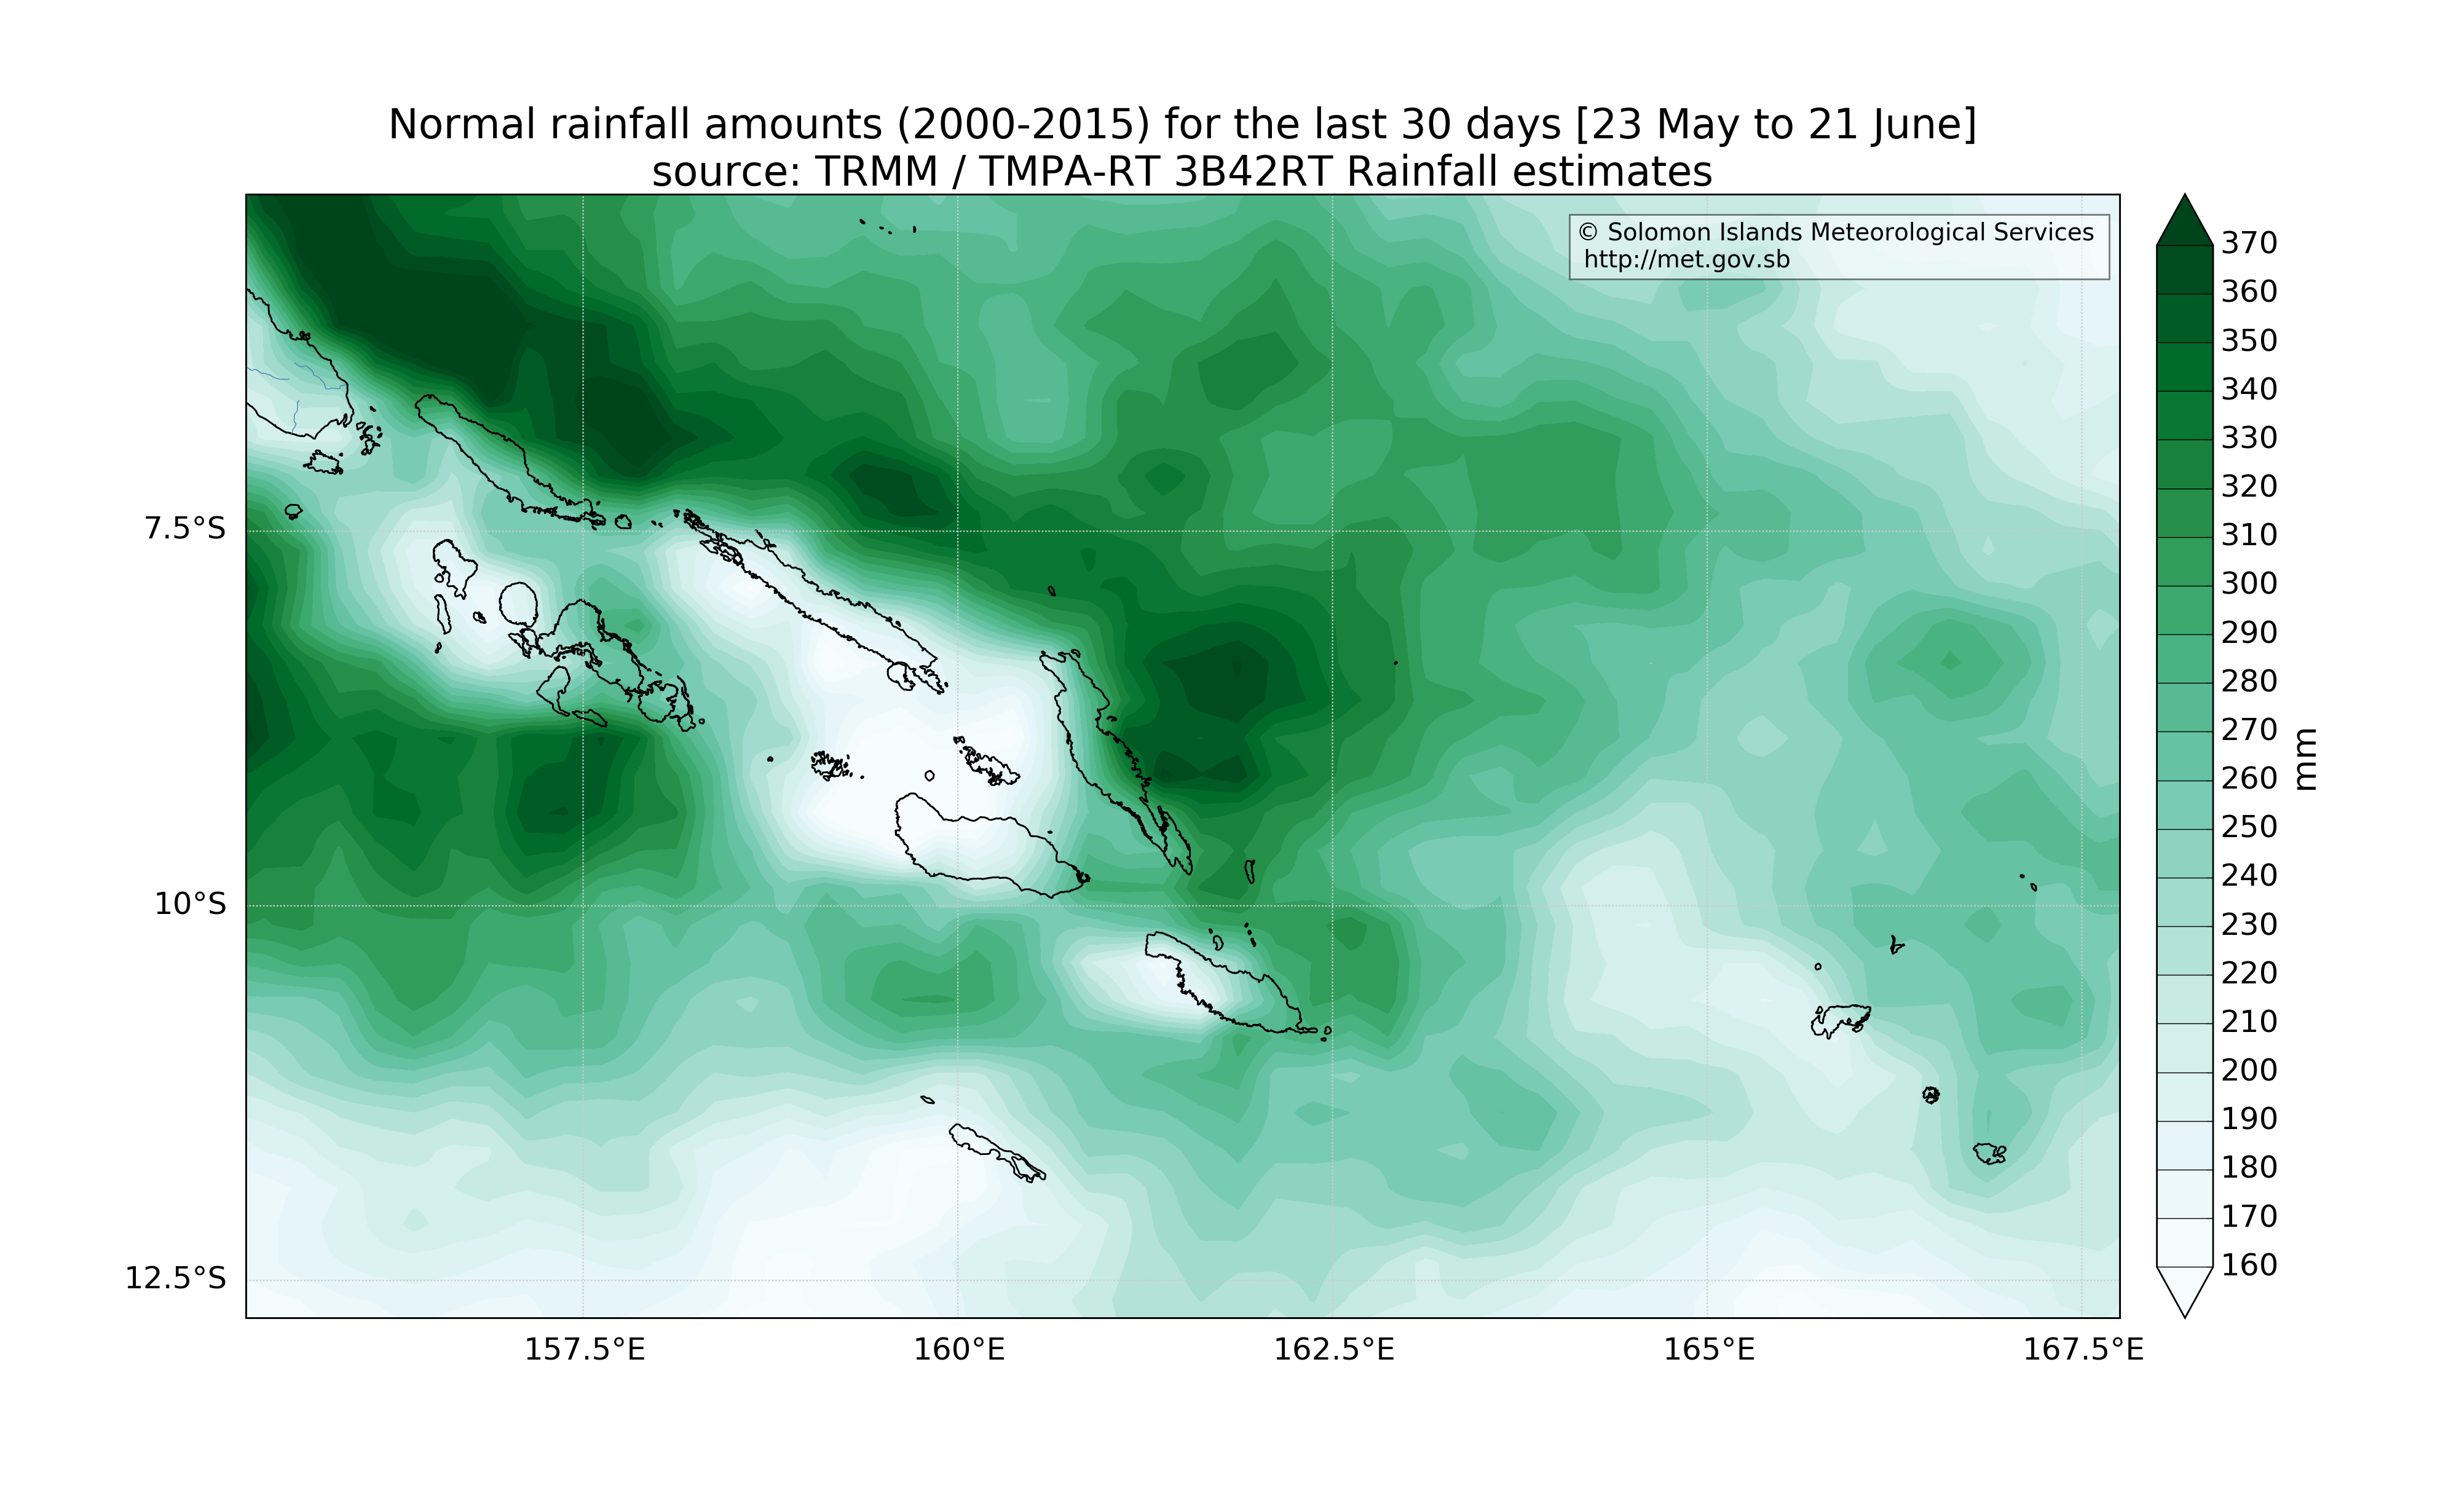 Normal rainfall amounts (2000-2015) for the last 30 days [23 May to 21 June]
source: TRMM / TMPA-RT 3B42RT Rainfall estimates
© Solomon Islands Meteorological Services
http://met.gov.sb
7.5°S
10°S
12.5°S
157.5°E
160°E
162.5°E
165°E
167.5°E
370
360
350
340
330
320
310
300
290
280
270
260
250
240
230
220
210
200
190
180
170
160
mm